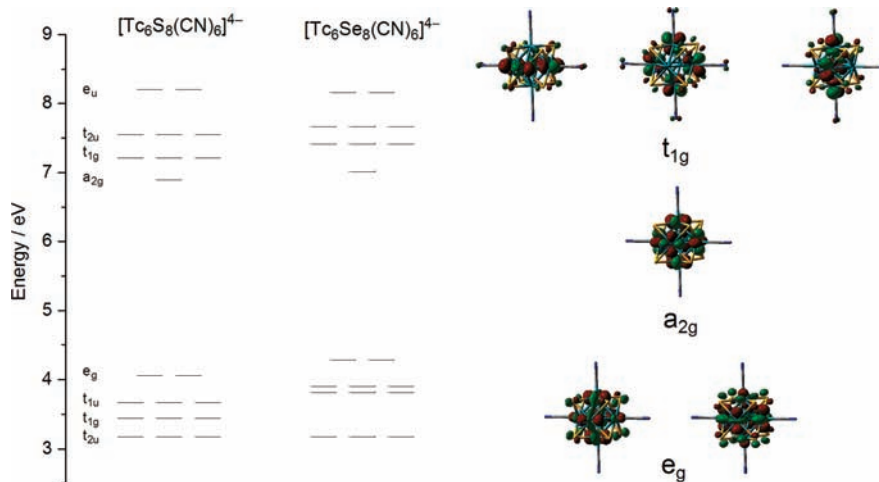 [Tc₆S₈(CN)₆]⁴⁻
[Tc₆Se₈(CN)₆]⁴⁻
Energy / eV
9
8
7
6
5
4
3
eᵤ
t₂ᵤ
t₁g
a₂g
eg
t₁ᵤ
t₁g
t₂ᵤ
t₁g
a₂g
eg